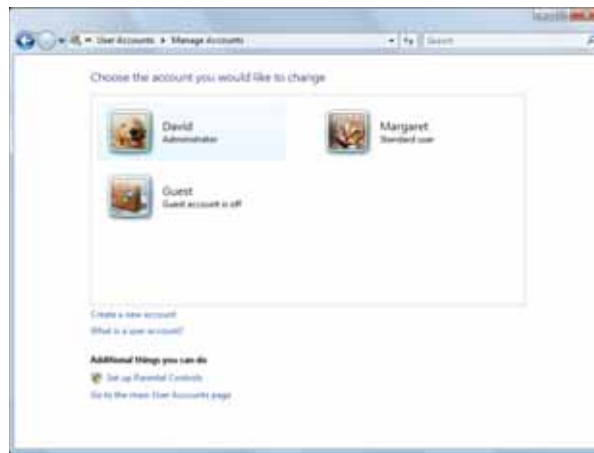 User Accounts ▸ Manage Accounts
Search
Choose the account you would like to change
David
Administrator
Margaret
Standard user
Guest
Guest account is off
Create a new account
What is a user account?
Additional things you can do
Set up Parental Controls
Go to the main User Accounts page